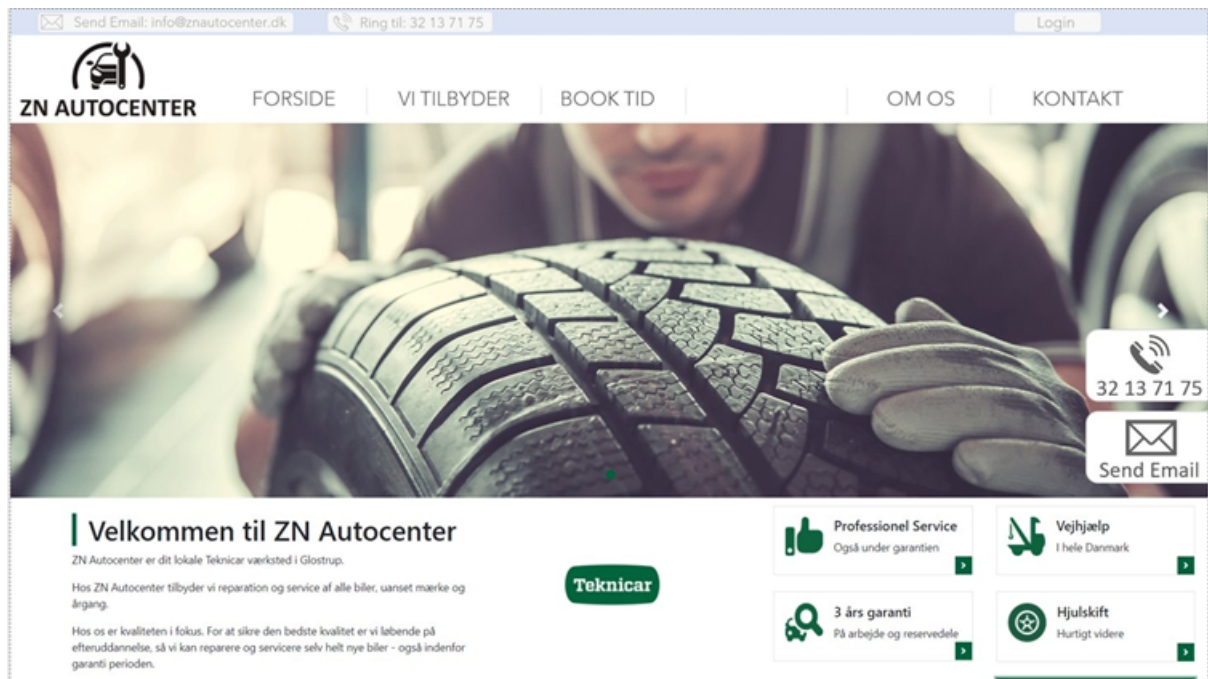 Send Email: info@znautocenter.dk
Ring til: 32 13 71 75
Login
ZN AUTOCENTER
FORSIDE
VI TILBYDER
BOOK TID
OM OS
KONTAKT
32 13 71 75
Send Email
Velkommen til ZN Autocenter
ZN Autocenter er dit lokale Teknicar værksted i Glostrup.
Hos ZN Autocenter tilbyder vi reparation og service af alle biler, uanset mærke og
årgang.
Hos os er kvaliteten i fokus. For at sikre den bedste kvalitet er vi løbende på
efteruddannelse, så vi kan reparere og servicere selv helt nye biler - også indenfor
garanti perioden.
Teknicar
Professionel Service
Også under garantien
Vejhjælp
I hele Danmark
3 års garanti
På arbejde og reservedele
Hjulskift
Hurtigt videre